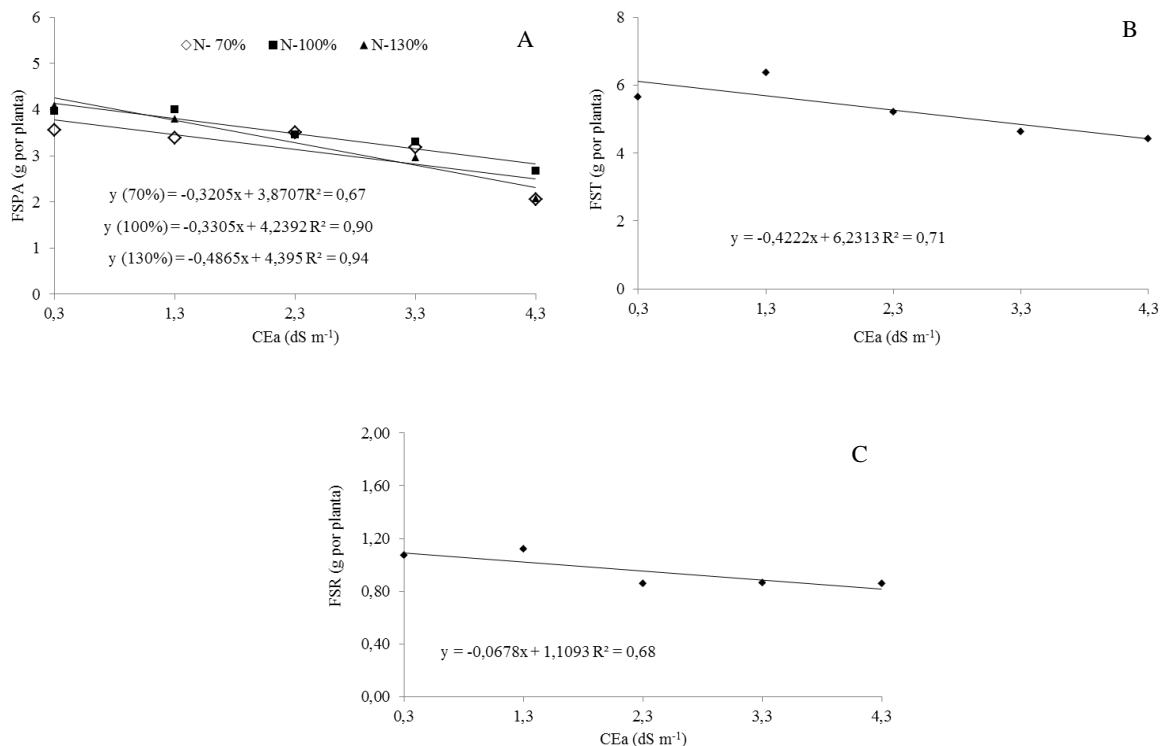 A
N- 70% N-100% N-130%
6
5
4
3
2
1
0
FSPA (g por planta)
y (70%) = -0,3205x + 3,8707 R² = 0,67
y (100%) = -0,3305x + 4,2392 R² = 0,90
y (130%) = -0,4865x + 4,395 R² = 0,94
0,3 1,3 2,3 3,3 4,3
CEa (dS m⁻¹)
B
8
6
4
2
0
FST (g por planta)
y = -0,4222x + 6,2313 R² = 0,71
0,3 1,3 2,3 3,3 4,3
CEa (dS m⁻¹)
C
2,00
1,60
1,20
0,80
0,40
0,00
FSR (g por planta)
y = -0,0678x + 1,1093 R² = 0,68
0,3 1,3 2,3 3,3 4,3
CEa (dS m⁻¹)